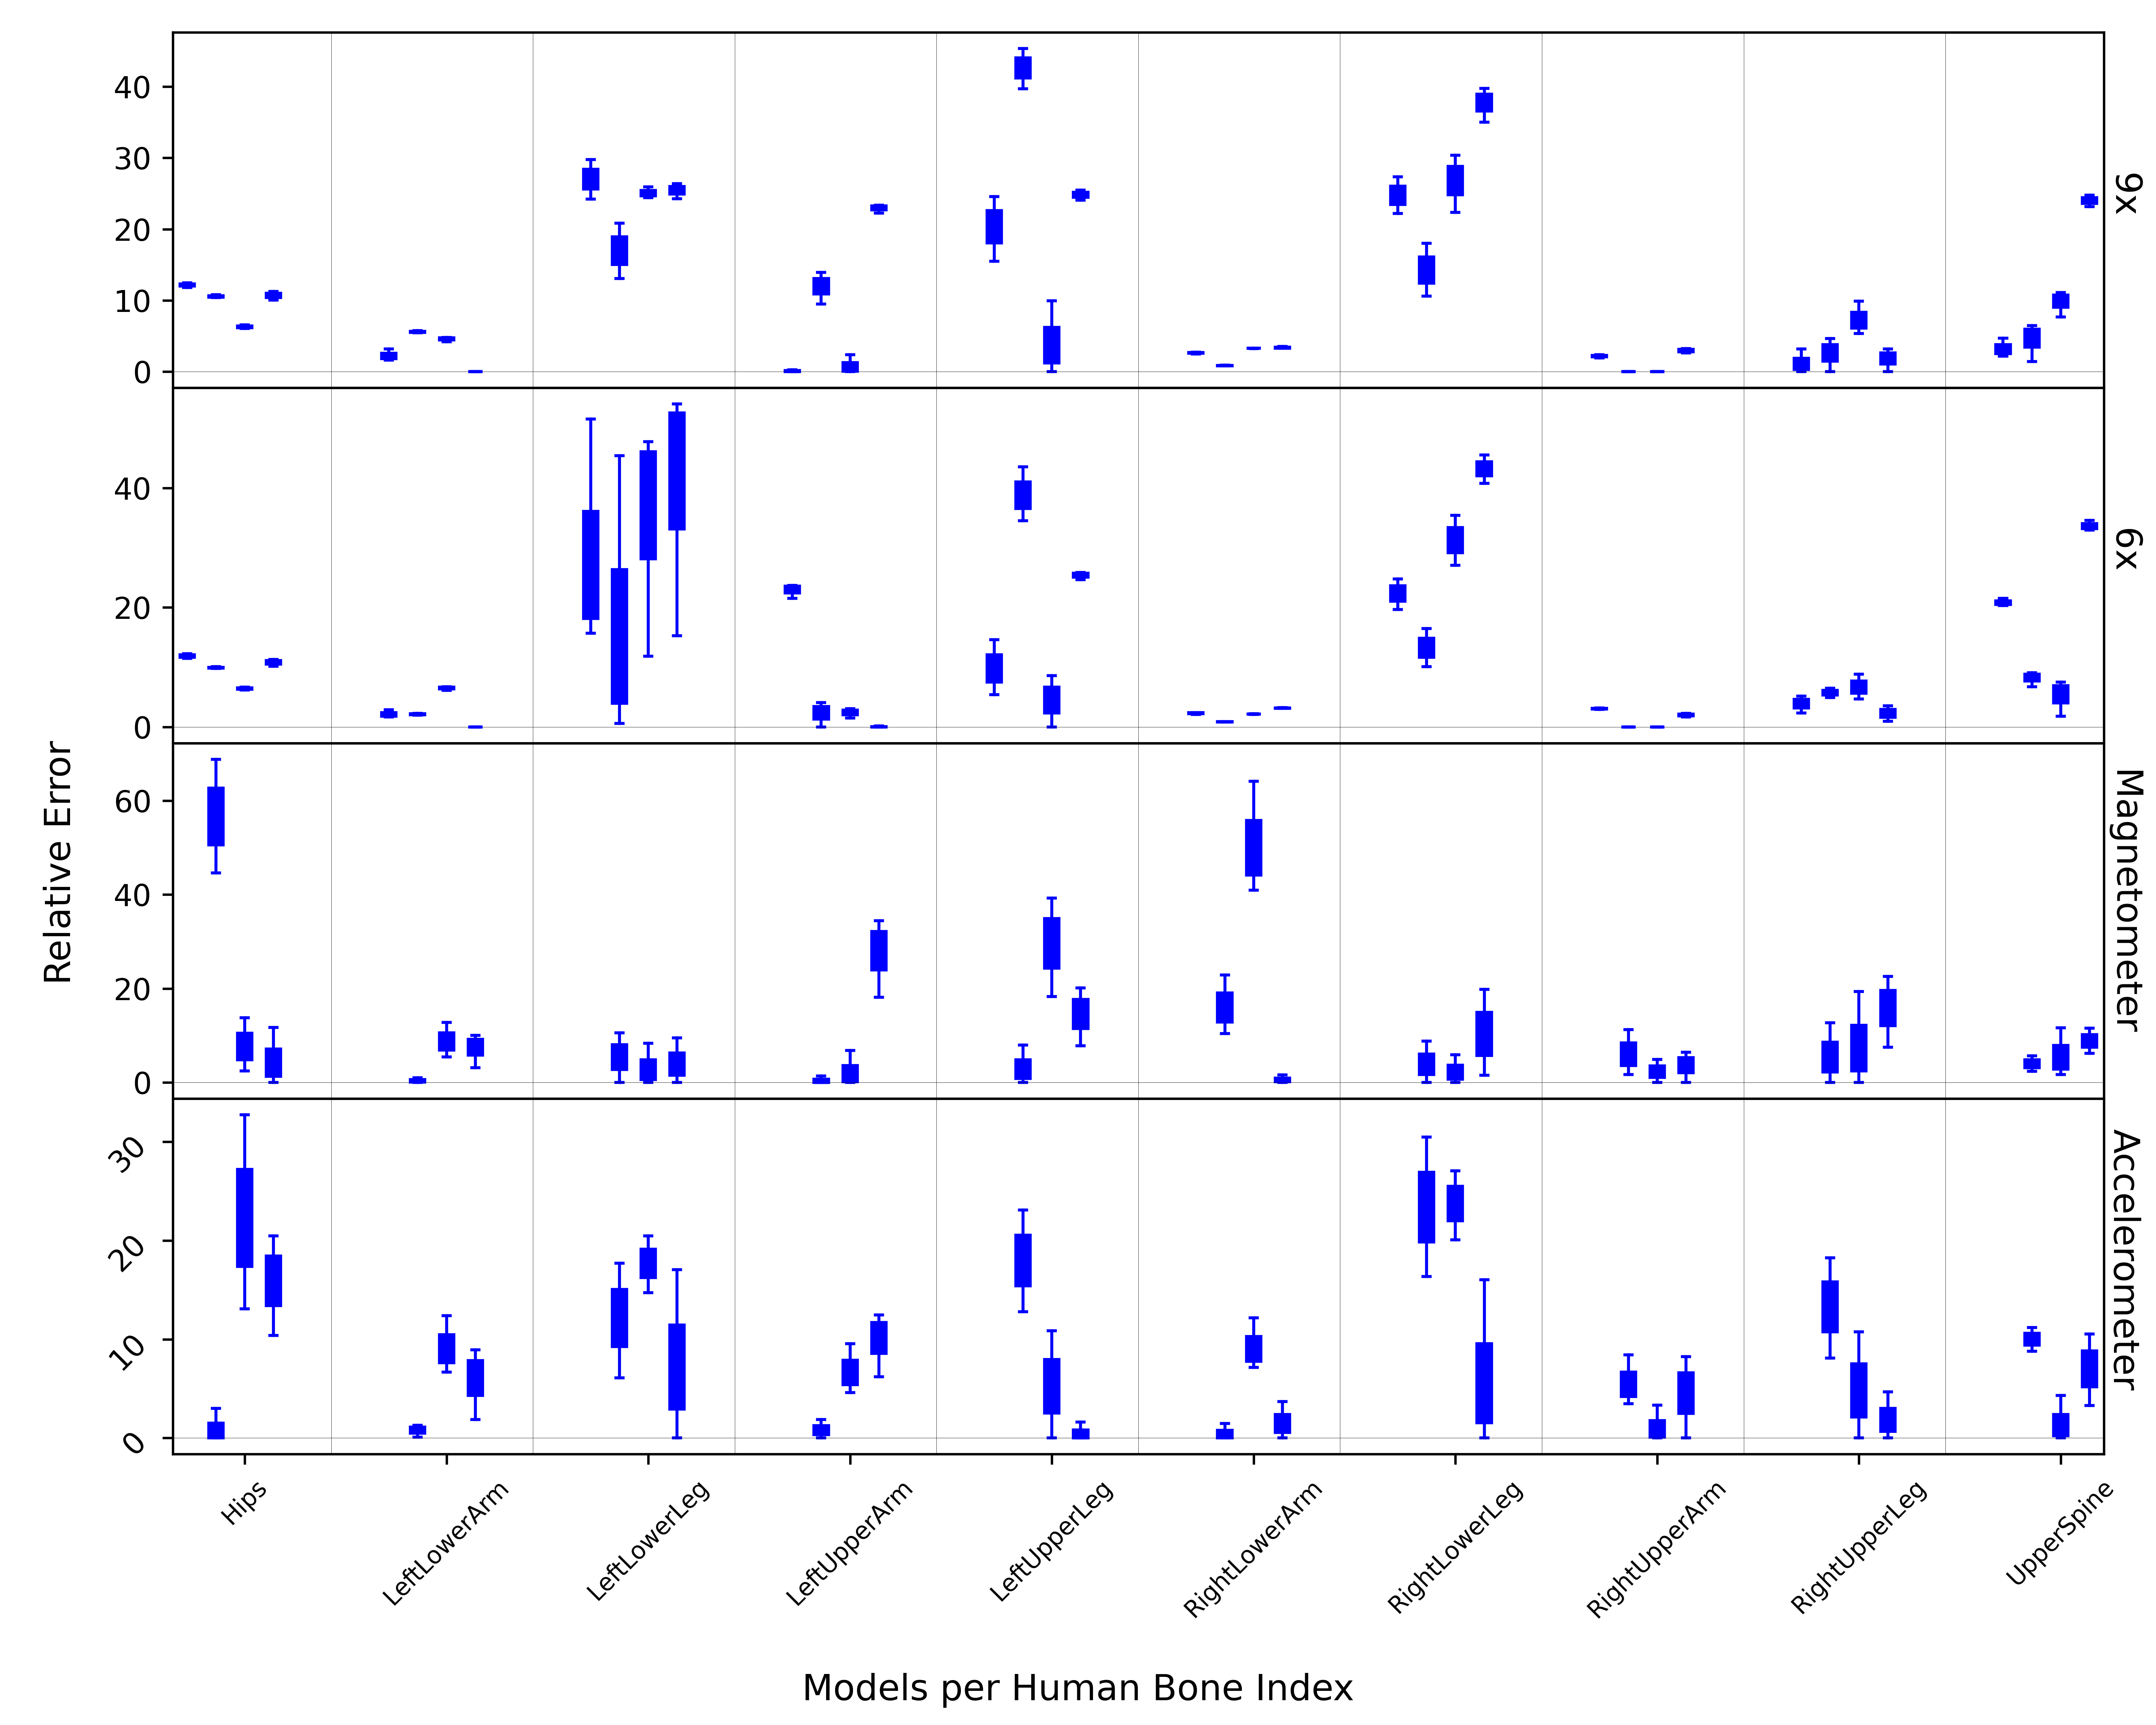 40
30
20
10
0
9x
40
20
0
6x
60
40
20
0
Magnetometer
30
20
10
0
Accelerometer
Relative Error
Hips
LeftLowerArm
LeftLowerLeg
LeftUpperArm
LeftUpperLeg
RightLowerArm
RightLowerLeg
RightUpperArm
RightUpperLeg
UpperSpine
Models per Human Bone Index